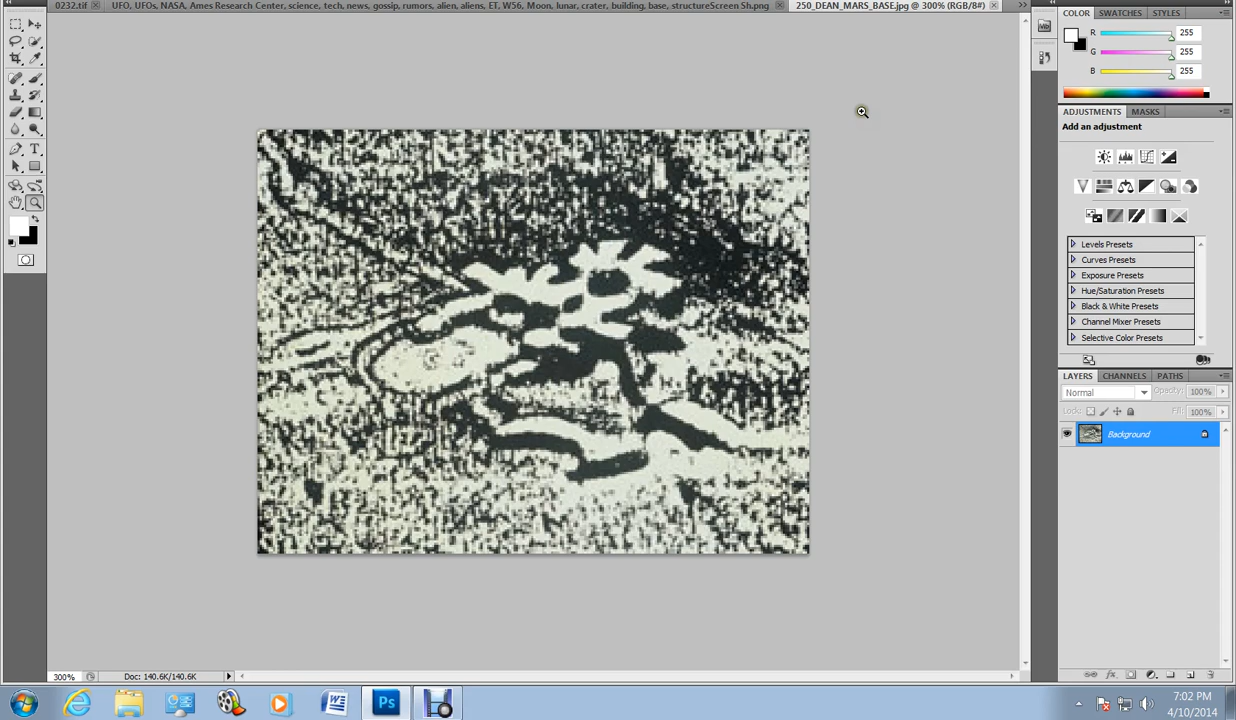 0232.tif
UFO, UFOs, NASA, Ames Research Center, science, tech, news, gossip, rumors, alien, aliens, ET, W56, Moon, lunar, crater, building, base, structureScreen Sh.png
250_DEAN_MARS_BASE.jpg @ 300% (RGB/8#)
COLOR SWATCHES STYLES
R 255
G 255
B 255
ADJUSTMENTS MASKS
Add an adjustment
Levels Presets
Curves Presets
Exposure Presets
Hue/Saturation Presets
Black & White Presets
Channel Mixer Presets
Selective Color Presets
LAYERS CHANNELS PATHS
Normal Opacity: 100%
Lock: Fill: 100%
Background
300% Doc: 140.6K/140.6K
Ps
7:02 PM
4/10/2014